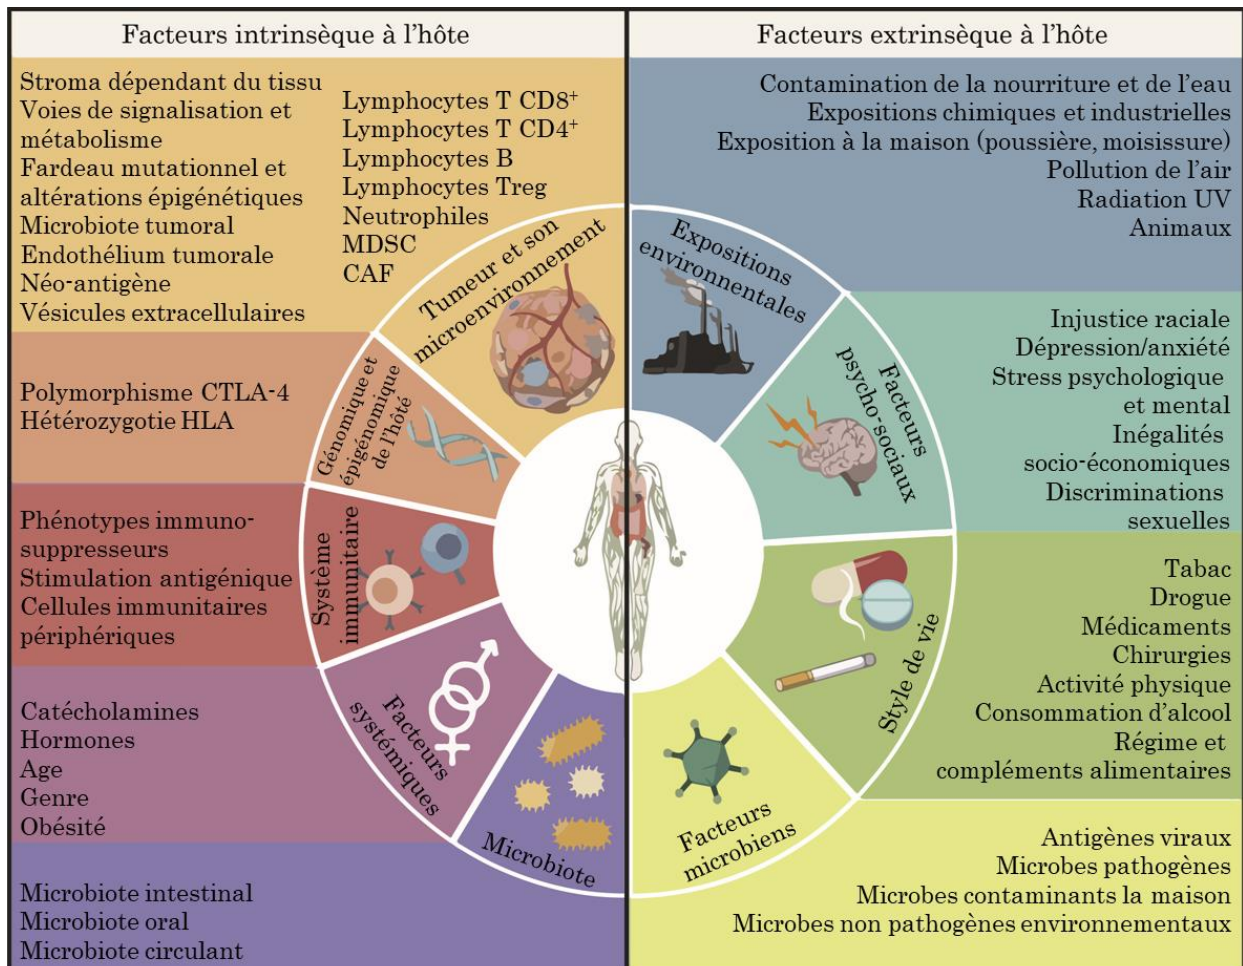 Facteurs intrinsèque à l'hôte
Stroma dépendant du tissu
Voies de signalisation et
métabolisme
Fardeau mutationnel et
altérations épigénétiques
Microbiote tumoral
Endothélium tumorale
Néo-antigène
Vésicules extracellulaires
Lymphocytes T CD8⁺
Lymphocytes T CD4⁺
Lymphocytes B
Lymphocytes Treg
Neutrophiles
MDSC
CAF
Tumeur et son
microenvironnement
Polymorphisme CTLA-4
Hétérozygotie HLA
Génomique et
épigénomique
de l'hôté
Phénotypes immuno-
suppresseurs
Stimulation antigénique
Cellules immunitaires
périphériques
Système
immunitaire
Catécholamines
Hormones
Age
Genre
Obésité
Facteurs
systémiques
Microbiote intestinal
Microbiote oral
Microbiote circulant
Microbiote
Facteurs extrinsèque à l'hôte
Contamination de la nourriture et de l'eau
Expositions chimiques et industrielles
Exposition à la maison (poussière, moisissure)
Pollution de l'air
Radiation UV
Animaux
Expositions
environnementales
Injustice raciale
Dépression/anxiété
Stress psychologique
et mental
Inégalités
socio-économiques
Discriminations
sexuelles
Facteurs
psycho-sociaux
Tabac
Drogue
Médicaments
Chirurgies
Activité physique
Consommation d'alcool
Régime et
compléments alimentaires
Style de vie
Antigènes viraux
Microbes pathogènes
Microbes contaminants la maison
Microbes non pathogènes environnementaux
Facteurs
microbiens